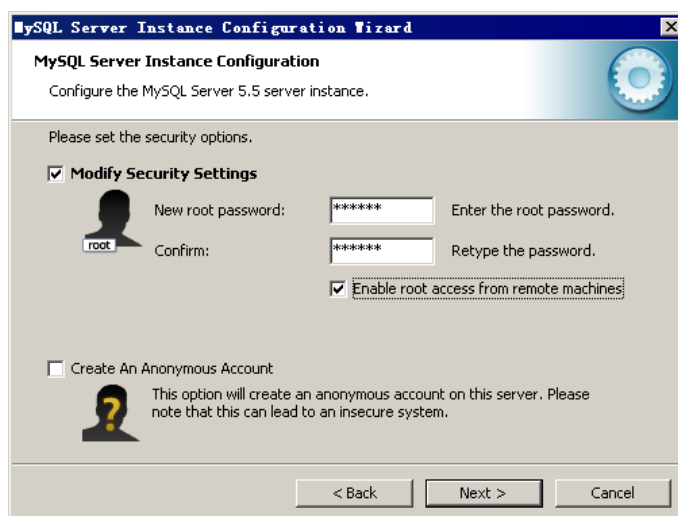 MySQL Server Instance Configuration Wizard
MySQL Server Instance Configuration
Configure the MySQL Server 5.5 server instance.
Please set the security options.
Modify Security Settings
root
New root password: ****** Enter the root password.
Confirm: ****** Retype the password.
Enable root access from remote machines
Create An Anonymous Account
This option will create an anonymous account on this server. Please
note that this can lead to an insecure system.
< Back Next > Cancel